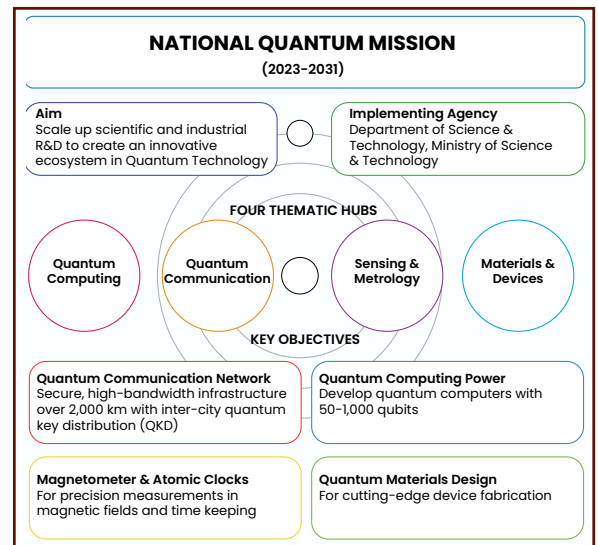 NATIONAL QUANTUM MISSION
(2023-2031)
Aim
Scale up scientific and industrial
R&D to create an innovative
ecosystem in Quantum Technology
Implementing Agency
Department of Science &
Technology, Ministry of Science
& Technology
FOUR THEMATIC HUBS
Quantum
Computing
Quantum
Communication
Sensing &
Metrology
Materials &
Devices
KEY OBJECTIVES
Quantum Communication Network
Secure, high-bandwidth infrastructure
over 2,000 km with inter-city quantum
key distribution (QKD)
Quantum Computing Power
Develop quantum computers with
50-1,000 qubits
Magnetometer & Atomic Clocks
For precision measurements in
magnetic fields and time keeping
Quantum Materials Design
For cutting-edge device fabrication